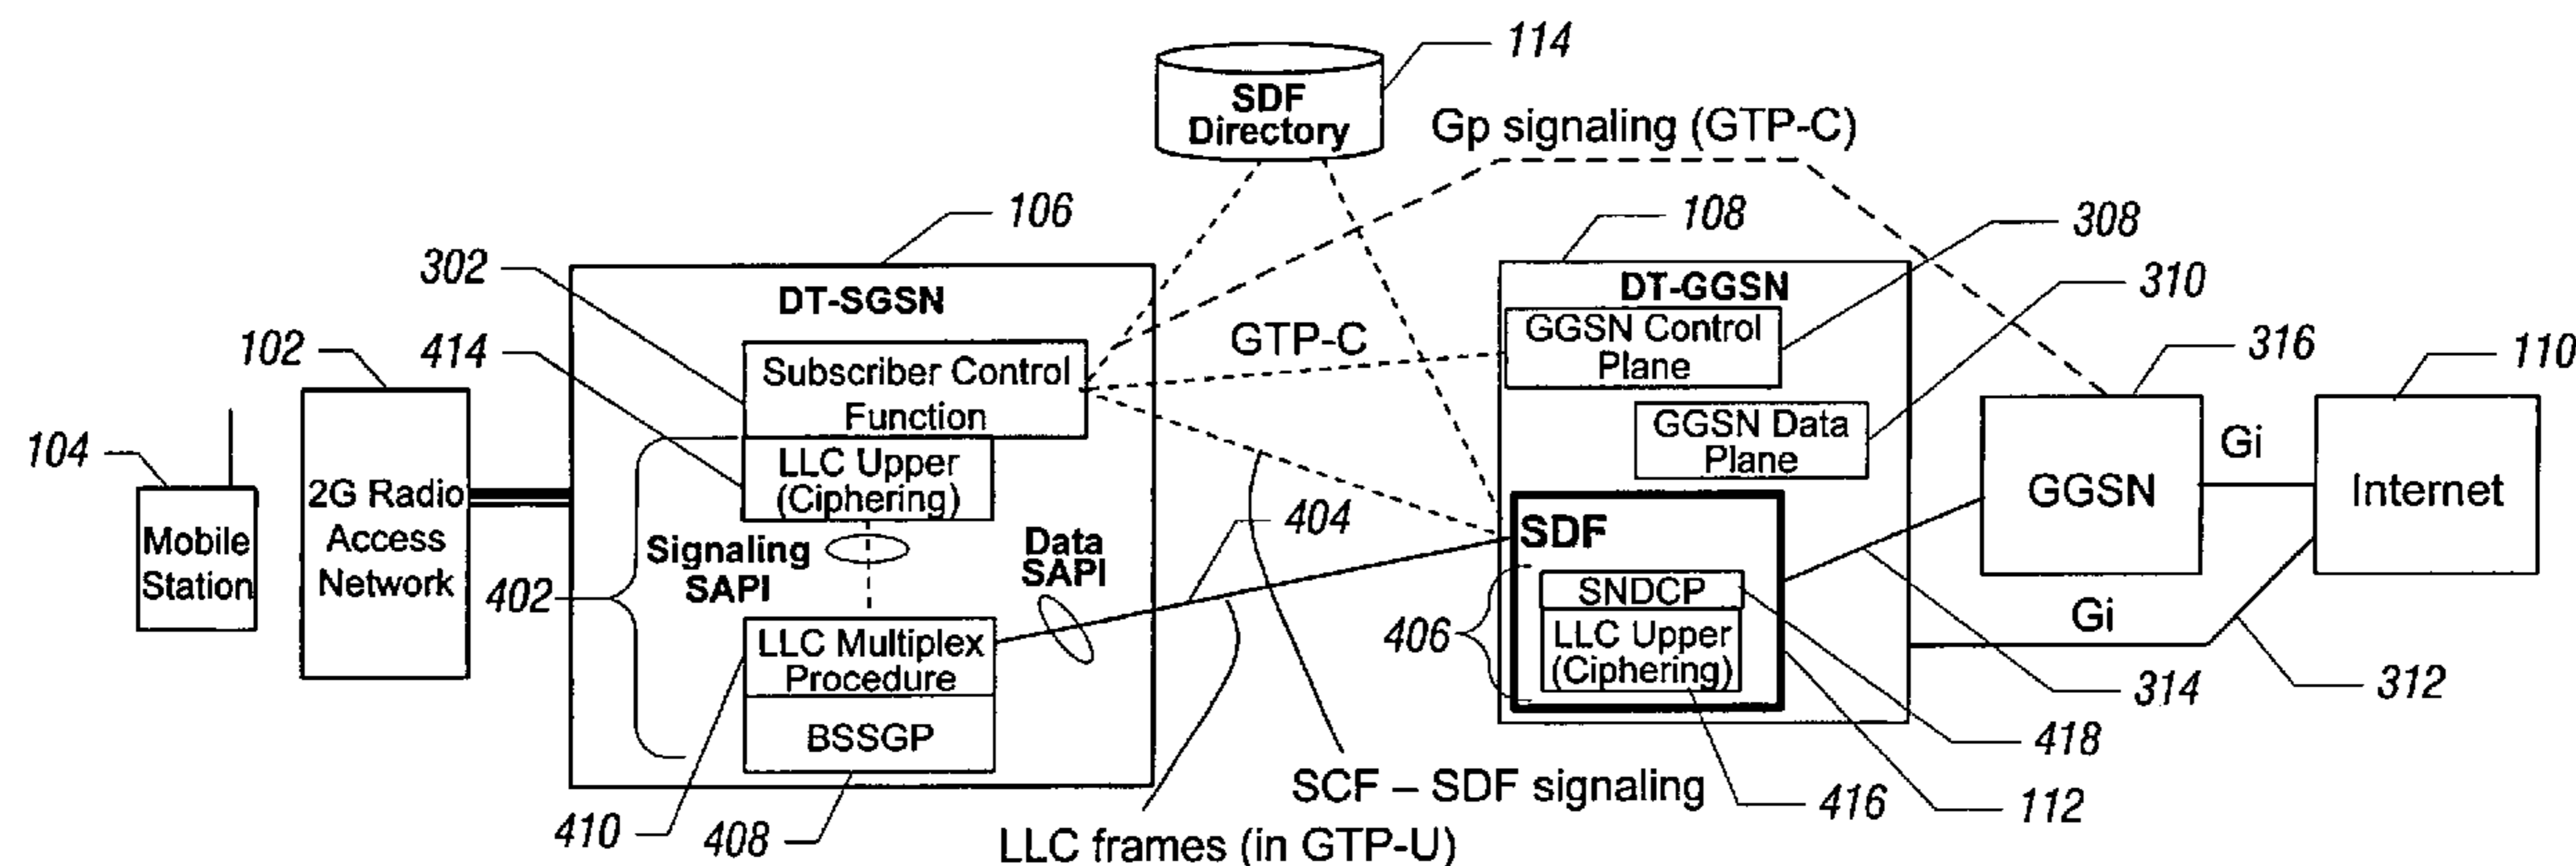 114
SDF
Directory
Gp signaling (GTP-C)
106
108
308
302
DT-SGSN
DT-GGSN
310
414
GTP-C
GGSN Control
Plane
102
Subscriber Control
Function
316
110
GGSN Data
Plane
104
LLC Upper
(Ciphering)
Gi
2G Radio
Access
Network
GGSN
Internet
404
SDF
Mobile
Station
Signaling
SAPI
Data
SAPI
402
SNDCP
406
LLC Upper
(Ciphering)
Gi
LLC Multiplex
Procedure
314
312
BSSGP
418
SCF – SDF signaling
416
112
410
408
LLC frames (in GTP-U)